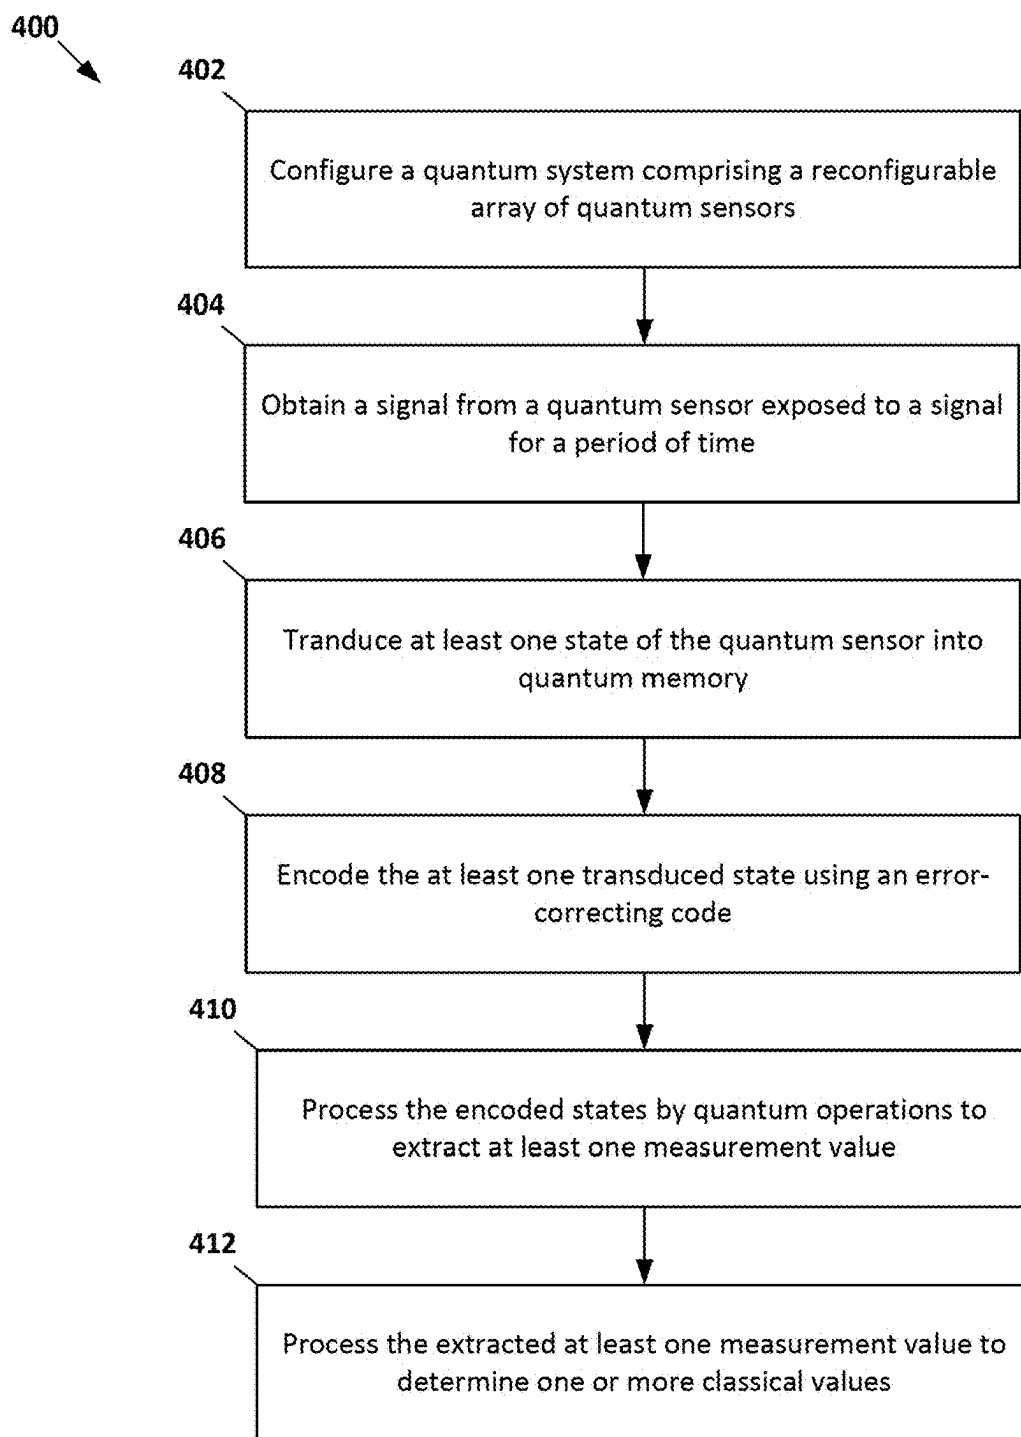 400
402
Configure a quantum system comprising a reconfigurable
array of quantum sensors
404
Obtain a signal from a quantum sensor exposed to a signal
for a period of time
406
Tranduce at least one state of the quantum sensor into
quantum memory
408
Encode the at least one transduced state using an error-
correcting code
410
Process the encoded states by quantum operations to
extract at least one measurement value
412
Process the extracted at least one measurement value to
determine one or more classical values